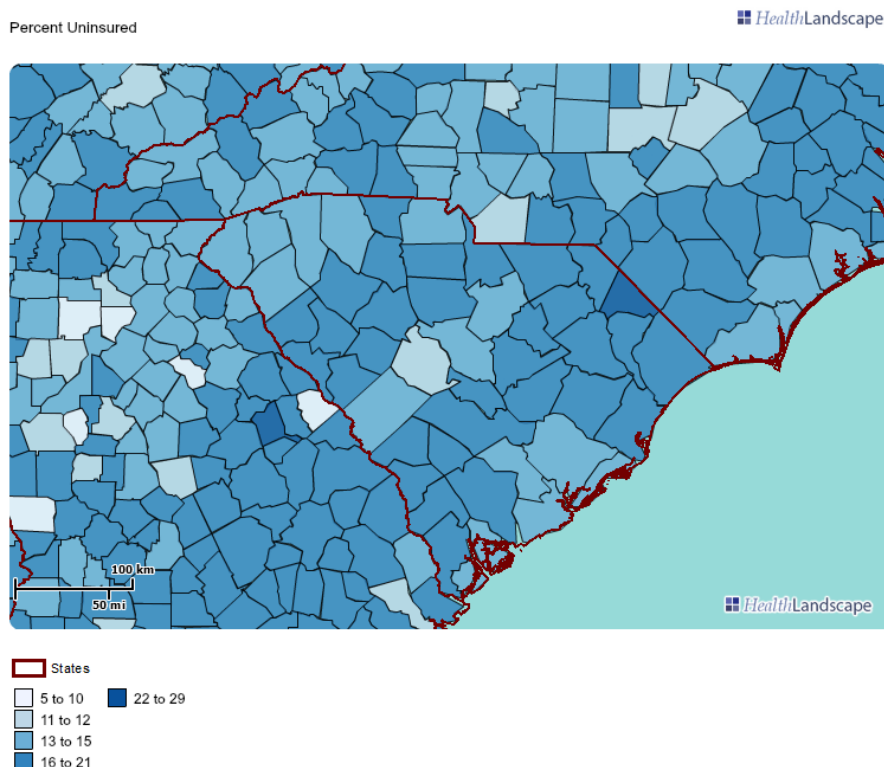 HealthLandscape
Percent Uninsured
100 km
50 mi
HealthLandscape
States
5 to 10
22 to 29
11 to 12
13 to 15
16 to 21